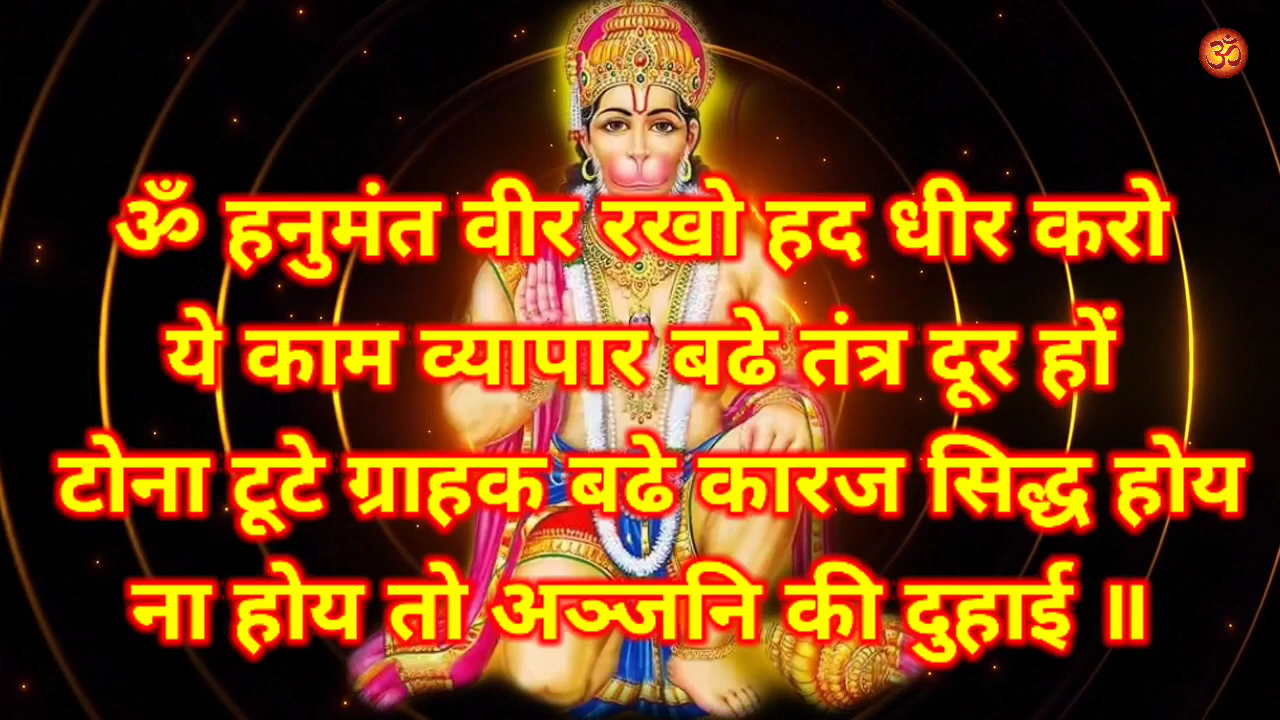 ॐ
ॐ हनुमंत वीर रखो हद धीर करो
ये काम व्यापार बढे तंत्र दूर हों
टोना टूटे ग्राहक बढे कारज सिद्ध होय
ना होय तो अञ्जनि की दुहाई ॥